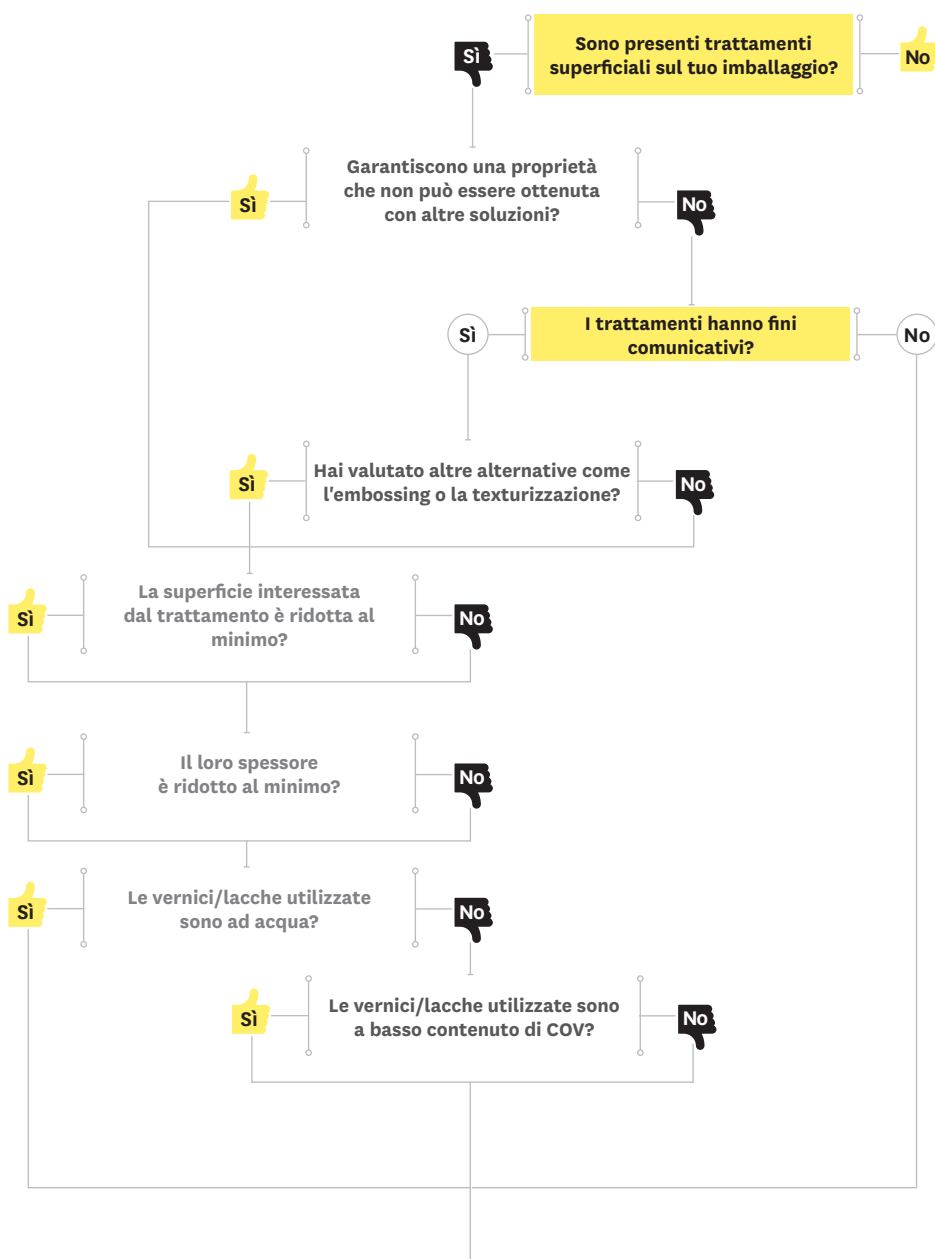 Sono presenti trattamenti
superficiali sul tuo imballaggio?
Sì
No
Garantiscono una proprietà
che non può essere ottenuta
con altre soluzioni?
Sì
No
I trattamenti hanno fini
comunicativi?
Sì
No
Hai valutato altre alternative come
l'embossing o la texturizzazione?
Sì
No
La superficie interessata
dal trattamento è ridotta al
minimo?
Sì
No
Il loro spessore
è ridotto al minimo?
Sì
No
Le vernici/lacche utilizzate
sono ad acqua?
Sì
No
Le vernici/lacche utilizzate sono
a basso contenuto di COV?
Sì
No